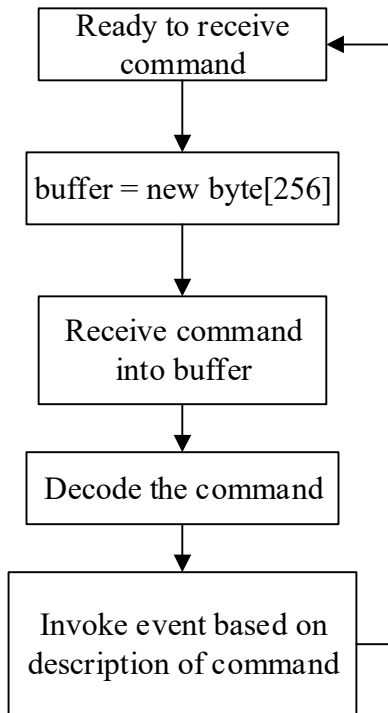 Ready to receive
command
buffer = new byte[256]
Receive command
into buffer
Decode the command
Invoke event based on
description of command